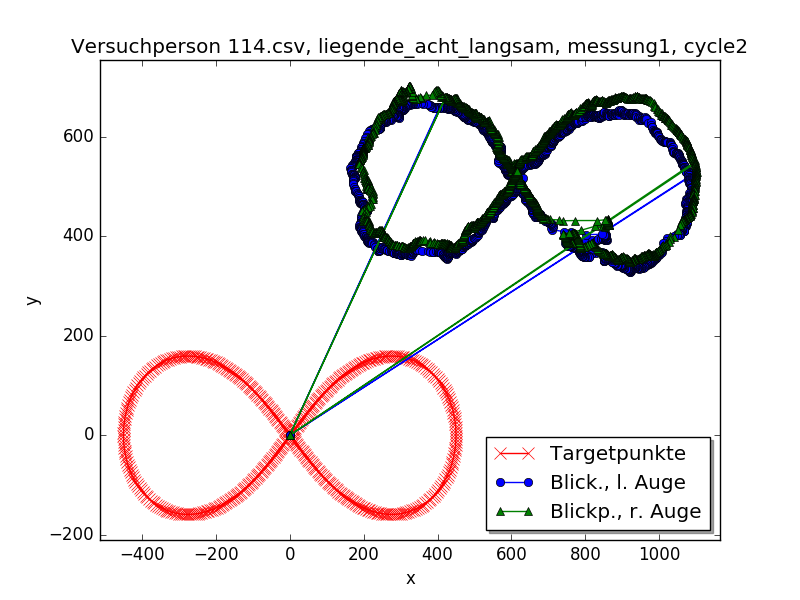 Versuchperson 114.csv, liegende_acht_langsam, messung1, cycle2
y
600
400
200
0
−200
−400
−200
0
200
400
600
800
1000
x
Targetpunkte
Blick., l. Auge
Blickp., r. Auge